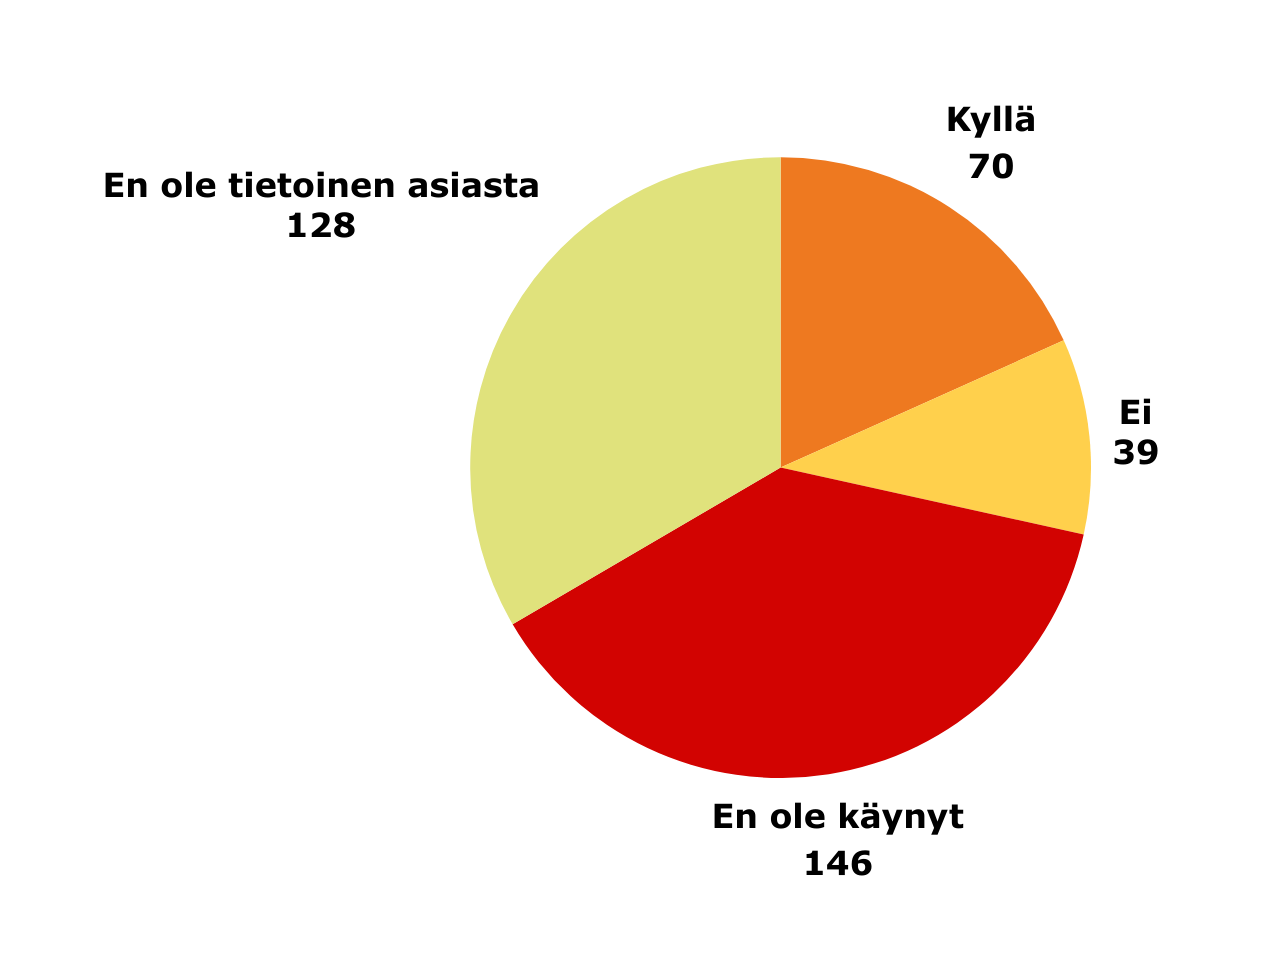 Kyllä
70
En ole tietoinen asiasta
128
Ei
39
En ole käynyt
146